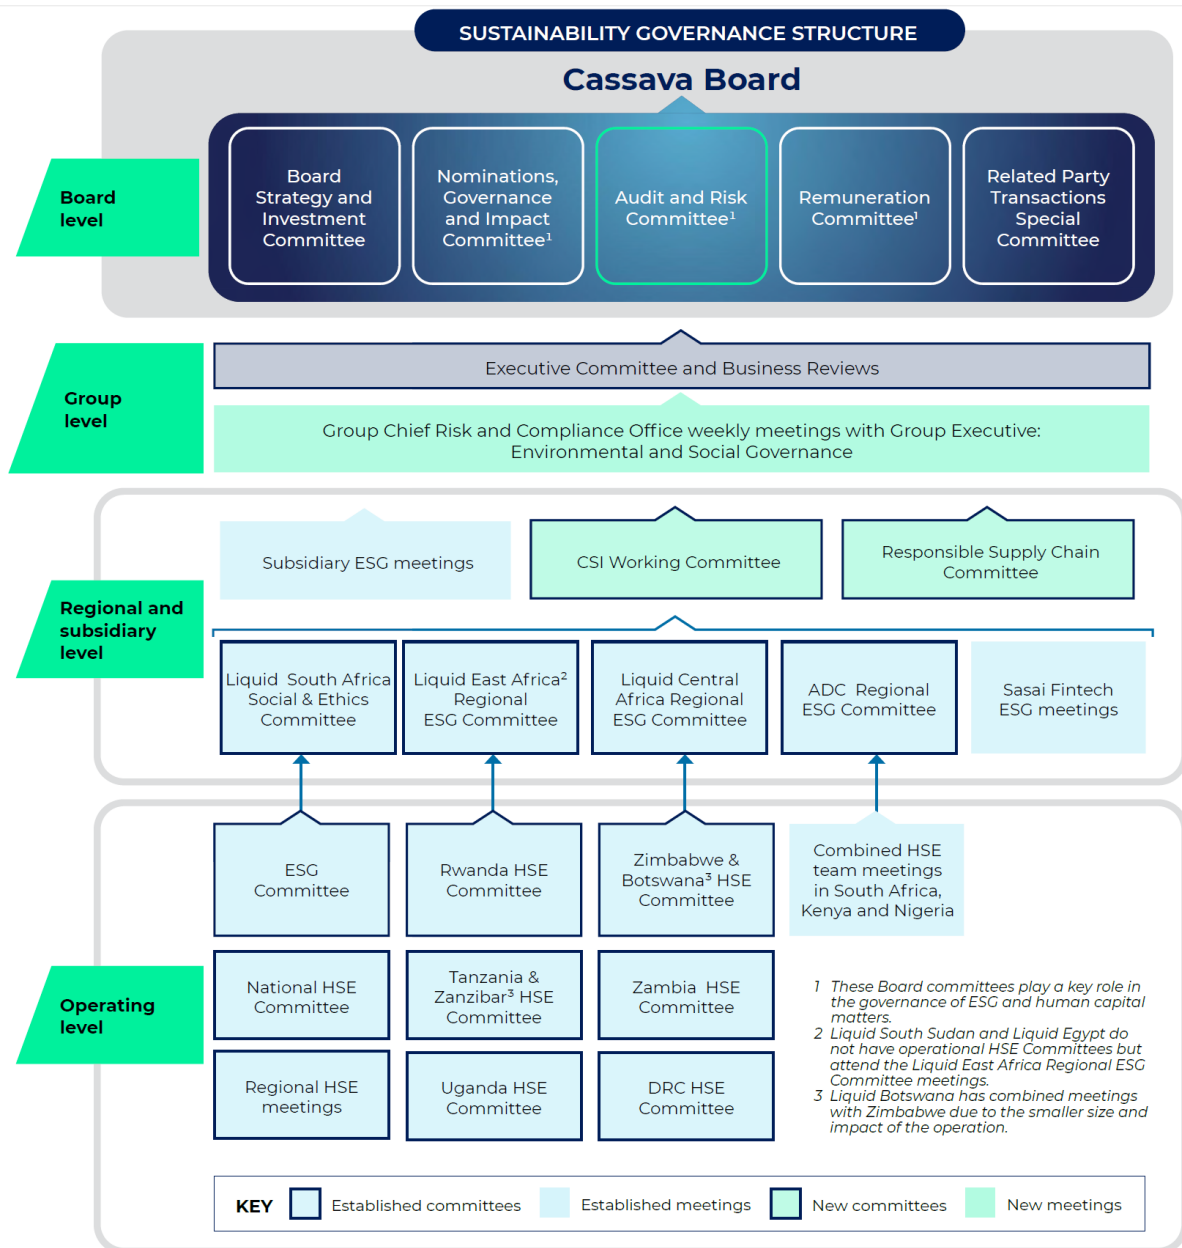 SUSTAINABILITY GOVERNANCE STRUCTURE
Cassava Board
Board
level
Board
Strategy and
Investment
Committee
Nominations,
Governance
and Impact
Committee¹
Audit and Risk
Committee¹
Remuneration
Committee¹
Related Party
Transactions
Special
Committee
Group
level
Executive Committee and Business Reviews
Group Chief Risk and Compliance Office weekly meetings with Group Executive:
Environmental and Social Governance
Regional and
subsidiary
level
Subsidiary ESG meetings
CSI Working Committee
Responsible Supply Chain
Committee
Liquid South Africa
Social & Ethics
Committee
Liquid East Africa²
Regional
ESG Committee
Liquid Central
Africa Regional
ESG Committee
ADC Regional
ESG Committee
Sasai Fintech
ESG meetings
Operating
level
ESG
Committee
Rwanda HSE
Committee
Zimbabwe &
Botswana³ HSE
Committee
Combined HSE
team meetings
in South Africa,
Kenya and Nigeria
National HSE
Committee
Tanzania &
Zanzibar³ HSE
Committee
Zambia HSE
Committee
Regional HSE
meetings
Uganda HSE
Committee
DRC HSE
Committee
1 These Board committees play a key role in
the governance of ESG and human capital
matters.
2 Liquid South Sudan and Liquid Egypt do
not have operational HSE Committees but
attend the Liquid East Africa Regional ESG
Committee meetings.
3 Liquid Botswana has combined meetings
with Zimbabwe due to the smaller size and
impact of the operation.
KEY
Established committees
Established meetings
New committees
New meetings